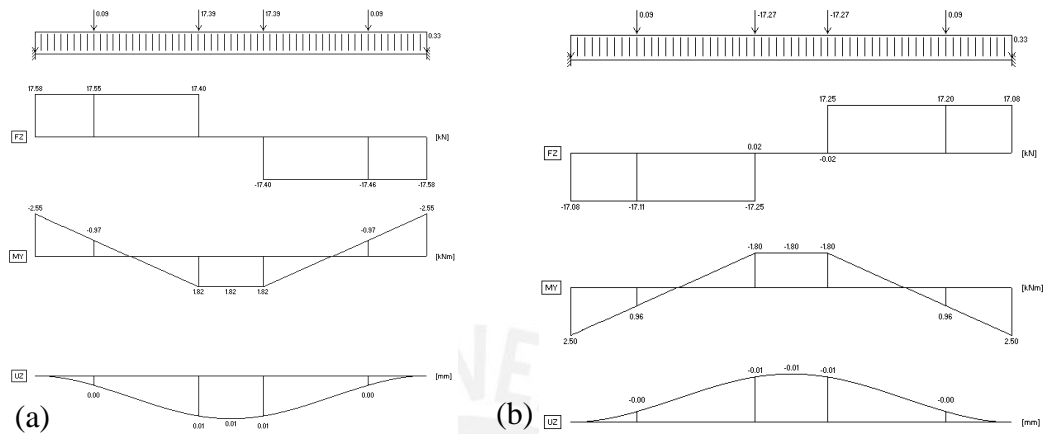 0.09 17.39 17.39 0.09
0.33
17.58 17.55 17.40
FZ [kN]
-17.40 -17.46 -17.58
-2.55 -0.97 -0.97 -2.55
MY [kNm]
1.82 1.82 1.82
UZ [mm]
0.00 0.01 0.01 0.01 0.00
(a)
0.09 -17.27 -17.27 0.09
0.33
17.25 17.20 17.08
FZ 0.02 -0.02 [kN]
-17.08 -17.11 -17.25
-1.80 -1.80 -1.80
MY [kNm]
2.50 0.96 0.96 2.50
-0.01 -0.01 -0.01
-0.00 -0.00
UZ [mm]
(b)